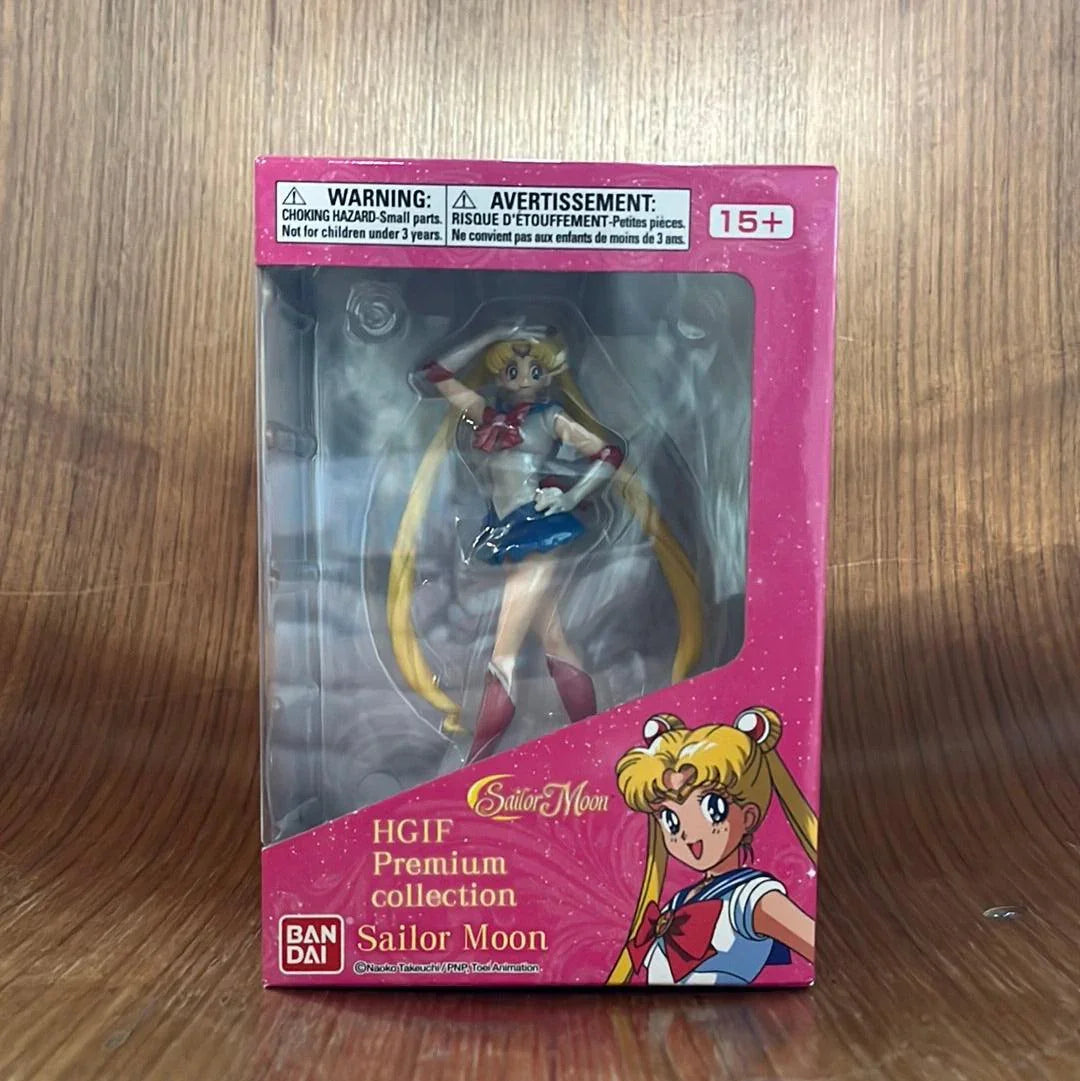 WARNING:
CHOKING HAZARD-Small parts.
Not for children under 3 years.
AVERTISSEMENT:
RISQUE D'ÉTOUFFEMENT-Petites pièces.
Ne convient pas aux enfants de moins de 3 ans.
15+
Sailor Moon
HGIF
Premium
collection
Sailor Moon
BAN
DAI
©Naoko Takeuchi / PNP, Toei Animation